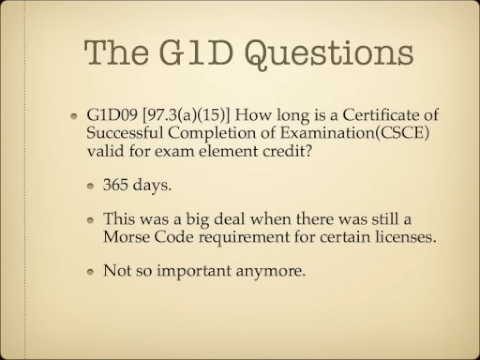 The G1D Questions
G1D09 [97.3(a)(15)] How long is a Certificate of
Successful Completion of Examination(CSCE)
valid for exam element credit?
365 days.
This was a big deal when there was still a
Morse Code requirement for certain licenses.
Not so important anymore.